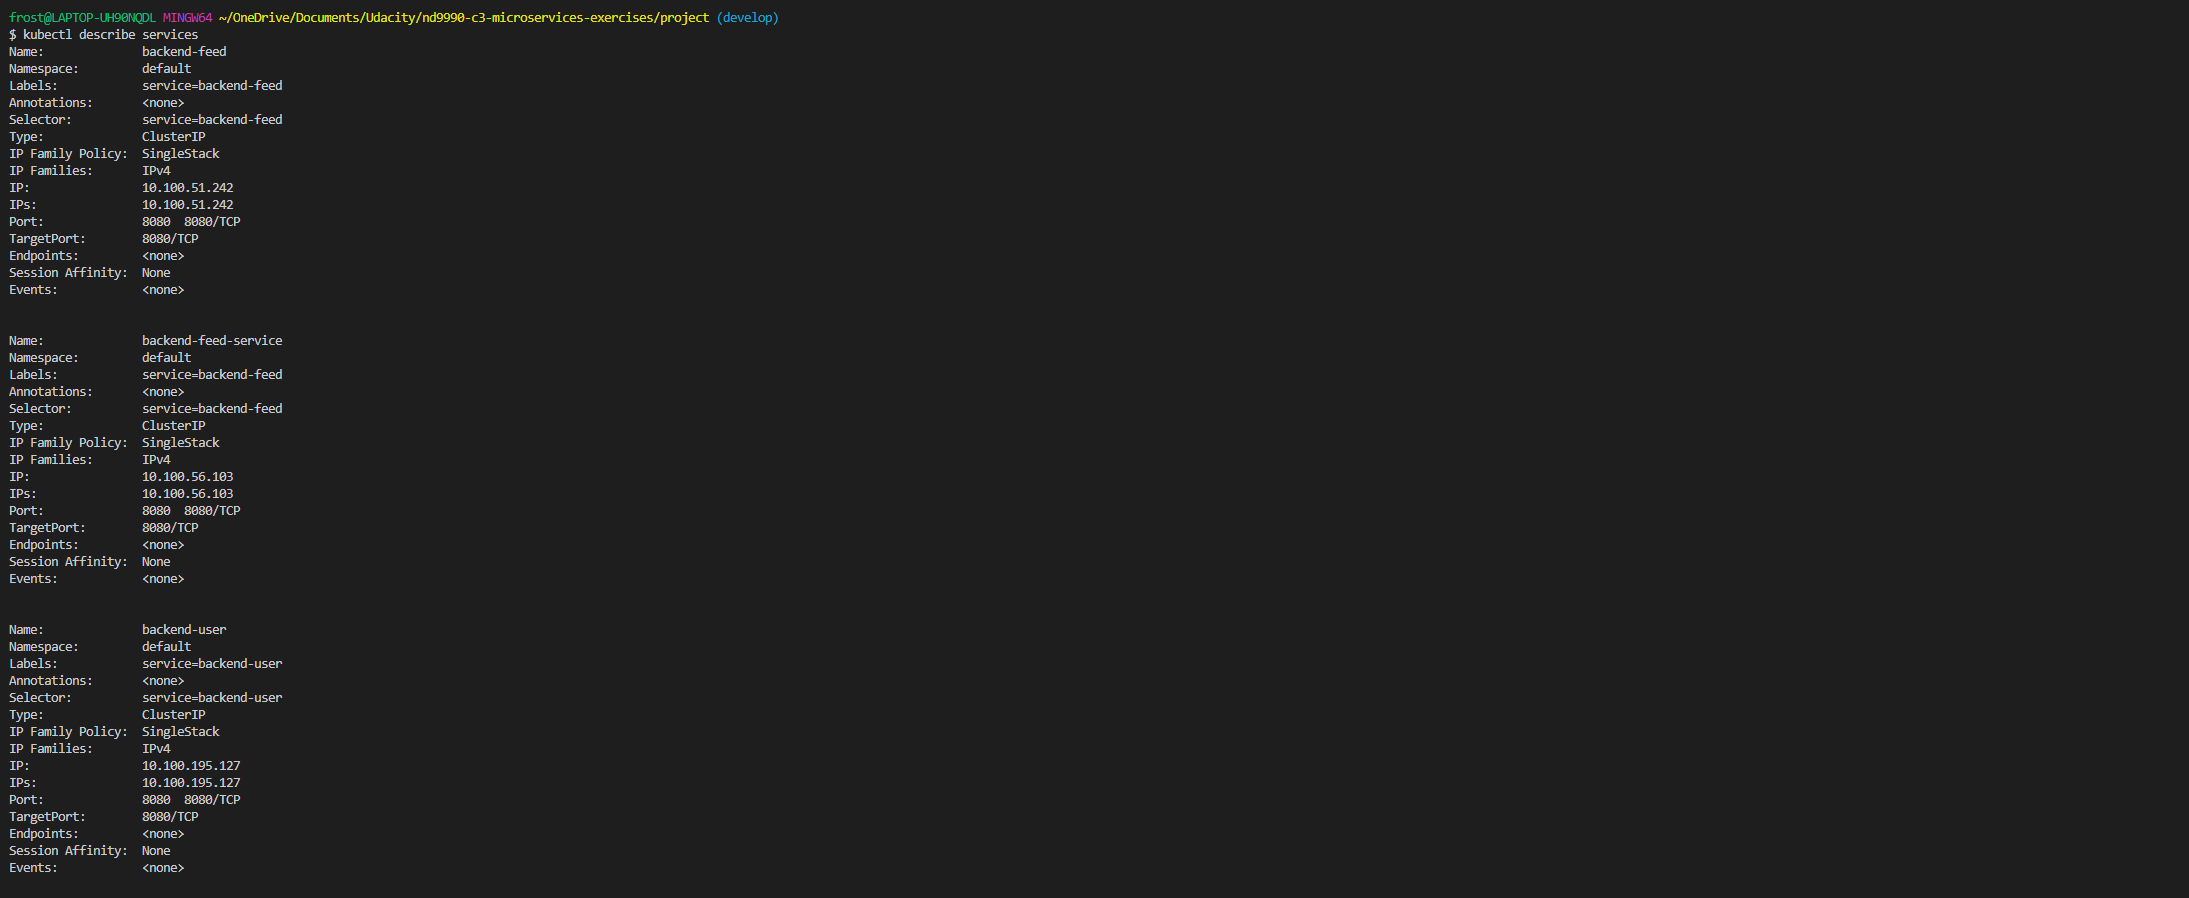 frost@LAPTOP-UH90NQDL MINGW64 ~/OneDrive/Documents/Udacity/nd9990-c3-microservices-exercises/project (develop)
$ kubectl describe services
Name:              backend-feed
Namespace:         default
Labels:            service=backend-feed
Annotations:       <none>
Selector:          service=backend-feed
Type:              ClusterIP
IP Family Policy:  SingleStack
IP Families:       IPv4
IP:                10.100.51.242
IPs:               10.100.51.242
Port:              8080  8080/TCP
TargetPort:        8080/TCP
Endpoints:         <none>
Session Affinity:  None
Events:            <none>
Name:              backend-feed-service
Namespace:         default
Labels:            service=backend-feed
Annotations:       <none>
Selector:          service=backend-feed
Type:              ClusterIP
IP Family Policy:  SingleStack
IP Families:       IPv4
IP:                10.100.56.103
IPs:               10.100.56.103
Port:              8080  8080/TCP
TargetPort:        8080/TCP
Endpoints:         <none>
Session Affinity:  None
Events:            <none>
Name:              backend-user
Namespace:         default
Labels:            service=backend-user
Annotations:       <none>
Selector:          service=backend-user
Type:              ClusterIP
IP Family Policy:  SingleStack
IP Families:       IPv4
IP:                10.100.195.127
IPs:               10.100.195.127
Port:              8080  8080/TCP
TargetPort:        8080/TCP
Endpoints:         <none>
Session Affinity:  None
Events:            <none>